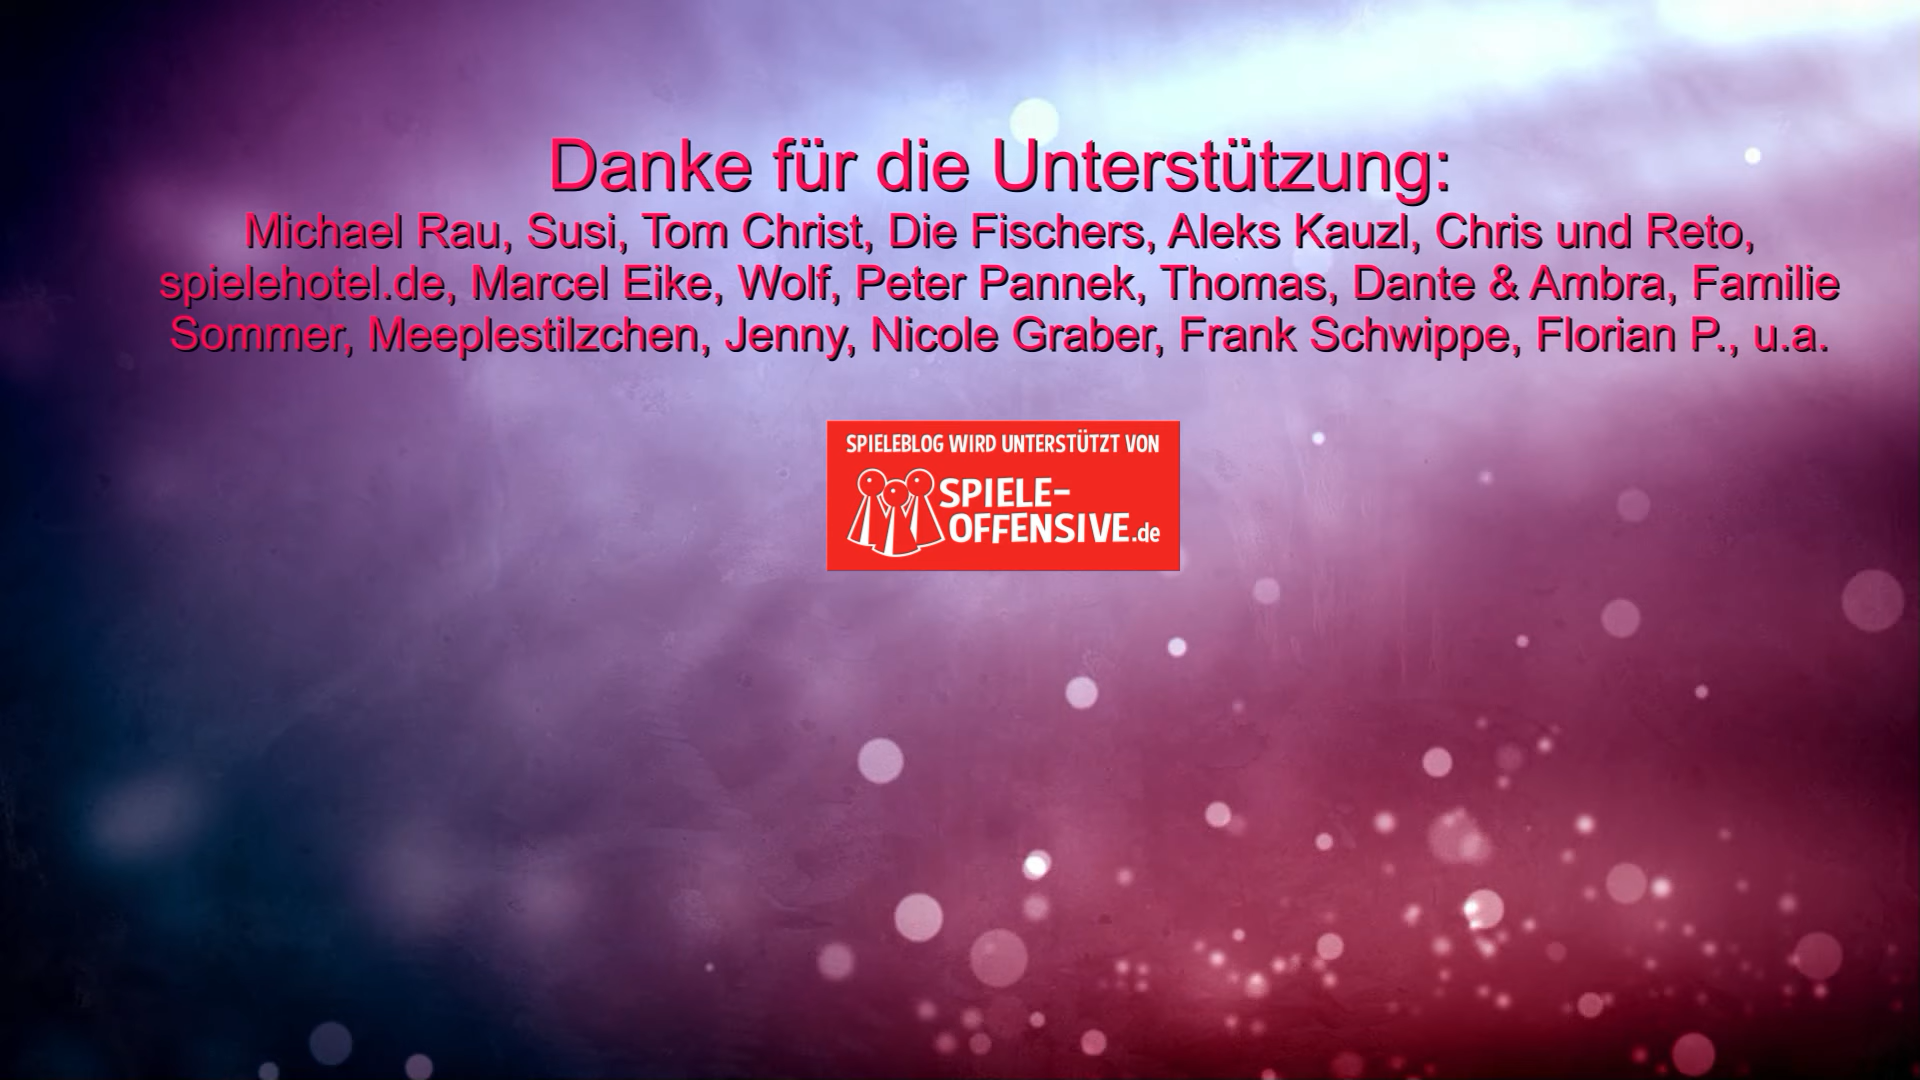 Danke für die Unterstützung:
Michael Rau, Susi, Tom Christ, Die Fischers, Aleks Kauzl, Chris und Reto,
spielehotel.de, Marcel Eike, Wolf, Peter Pannek, Thomas, Dante & Ambra, Familie
Sommer, Meeplestilzchen, Jenny, Nicole Graber, Frank Schwippe, Florian P., u.a.
SPIELEBLOG WIRD UNTERSTÜTZT VON
SPIELE-
OFFENSIVE.de